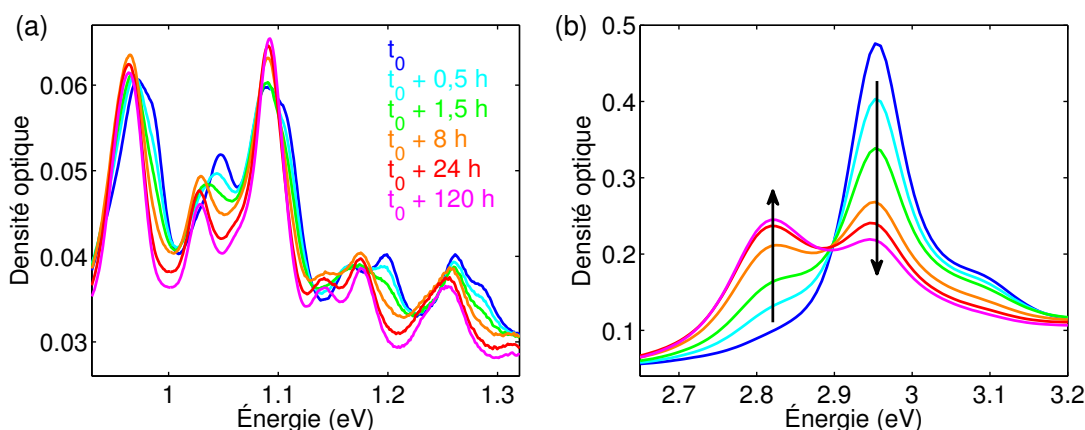 (a)
Densité optique
0.06
0.05
0.04
0.03
1
1.1
1.2
1.3
Énergie (eV)
t0
t0 + 0,5 h
t0 + 1,5 h
t0 + 8 h
t0 + 24 h
t0 + 120 h
(b)
Densité optique
0.5
0.4
0.3
0.2
0.1
2.7
2.8
2.9
3
3.1
3.2
Énergie (eV)